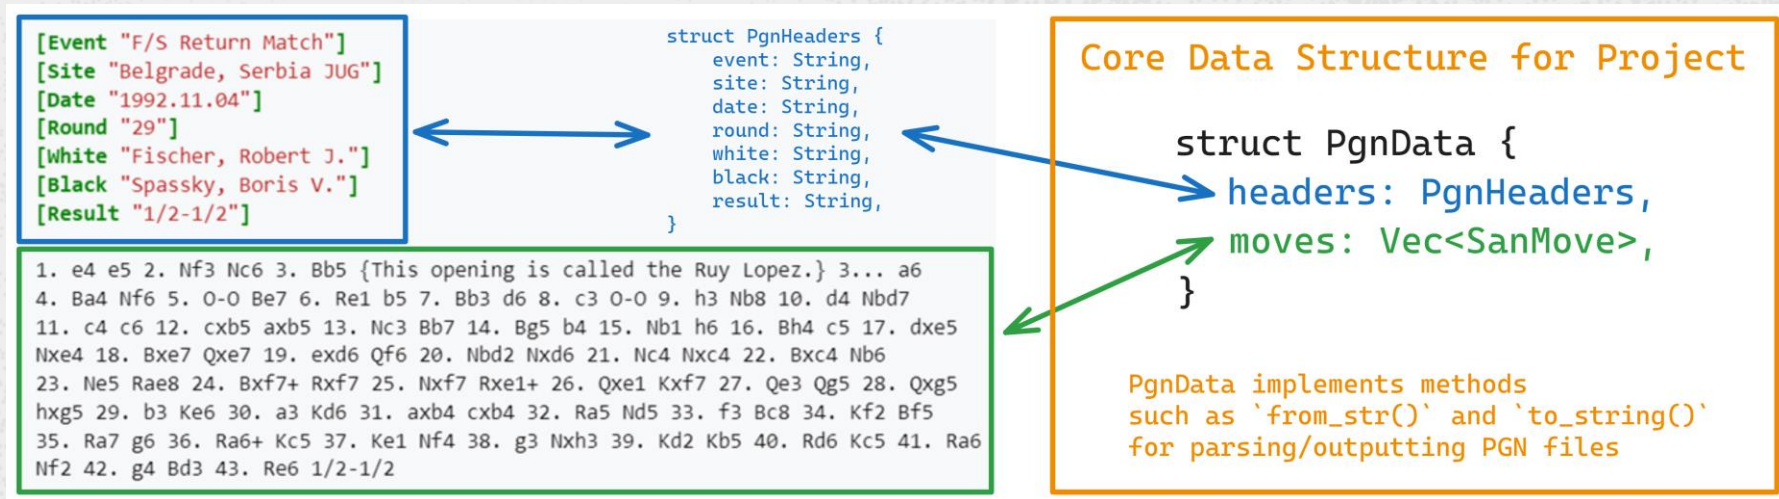 [Event "F/S Return Match"]
[Site "Belgrade, Serbia JUG"]
[Date "1992.11.04"]
[Round "29"]
[White "Fischer, Robert J."]
[Black "Spassky, Boris V."]
[Result "1/2-1/2"]
struct PgnHeaders {
    event: String,
    site: String,
    date: String,
    round: String,
    white: String,
    black: String,
    result: String,
}
1. e4 e5 2. Nf3 Nc6 3. Bb5 {This opening is called the Ruy Lopez.} 3... a6
4. Ba4 Nf6 5. O-O Be7 6. Re1 b5 7. Bb3 d6 8. c3 O-O 9. h3 Nb8 10. d4 Nbd7
11. c4 c6 12. cxb5 axb5 13. Nc3 Bb7 14. Bg5 b4 15. Nb1 h6 16. Bh4 c5 17. dxe5
Nxe4 18. Bxe7 Qxe7 19. exd6 Qf6 20. Nbd2 Nxd6 21. Nc4 Nxc4 22. Bxc4 Nb6
23. Ne5 Rae8 24. Bxf7+ Rxf7 25. Nxf7 Rxe1+ 26. Qxe1 Kxf7 27. Qe3 Qg5 28. Qxg5
hxg5 29. b3 Ke6 30. a3 Kd6 31. axb4 cxb4 32. Ra5 Nd5 33. f3 Bc8 34. Kf2 Bf5
35. Ra7 g6 36. Ra6+ Kc5 37. Ke1 Nf4 38. g3 Nxh3 39. Kd2 Kb5 40. Rd6 Kc5 41. Ra6
Nf2 42. g4 Bd3 43. Re6 1/2-1/2
Core Data Structure for Project
struct PgnData {
    headers: PgnHeaders,
    moves: Vec<SanMove>,
}
PgnData implements methods
such as `from_str()` and `to_string()`
for parsing/outputting PGN files